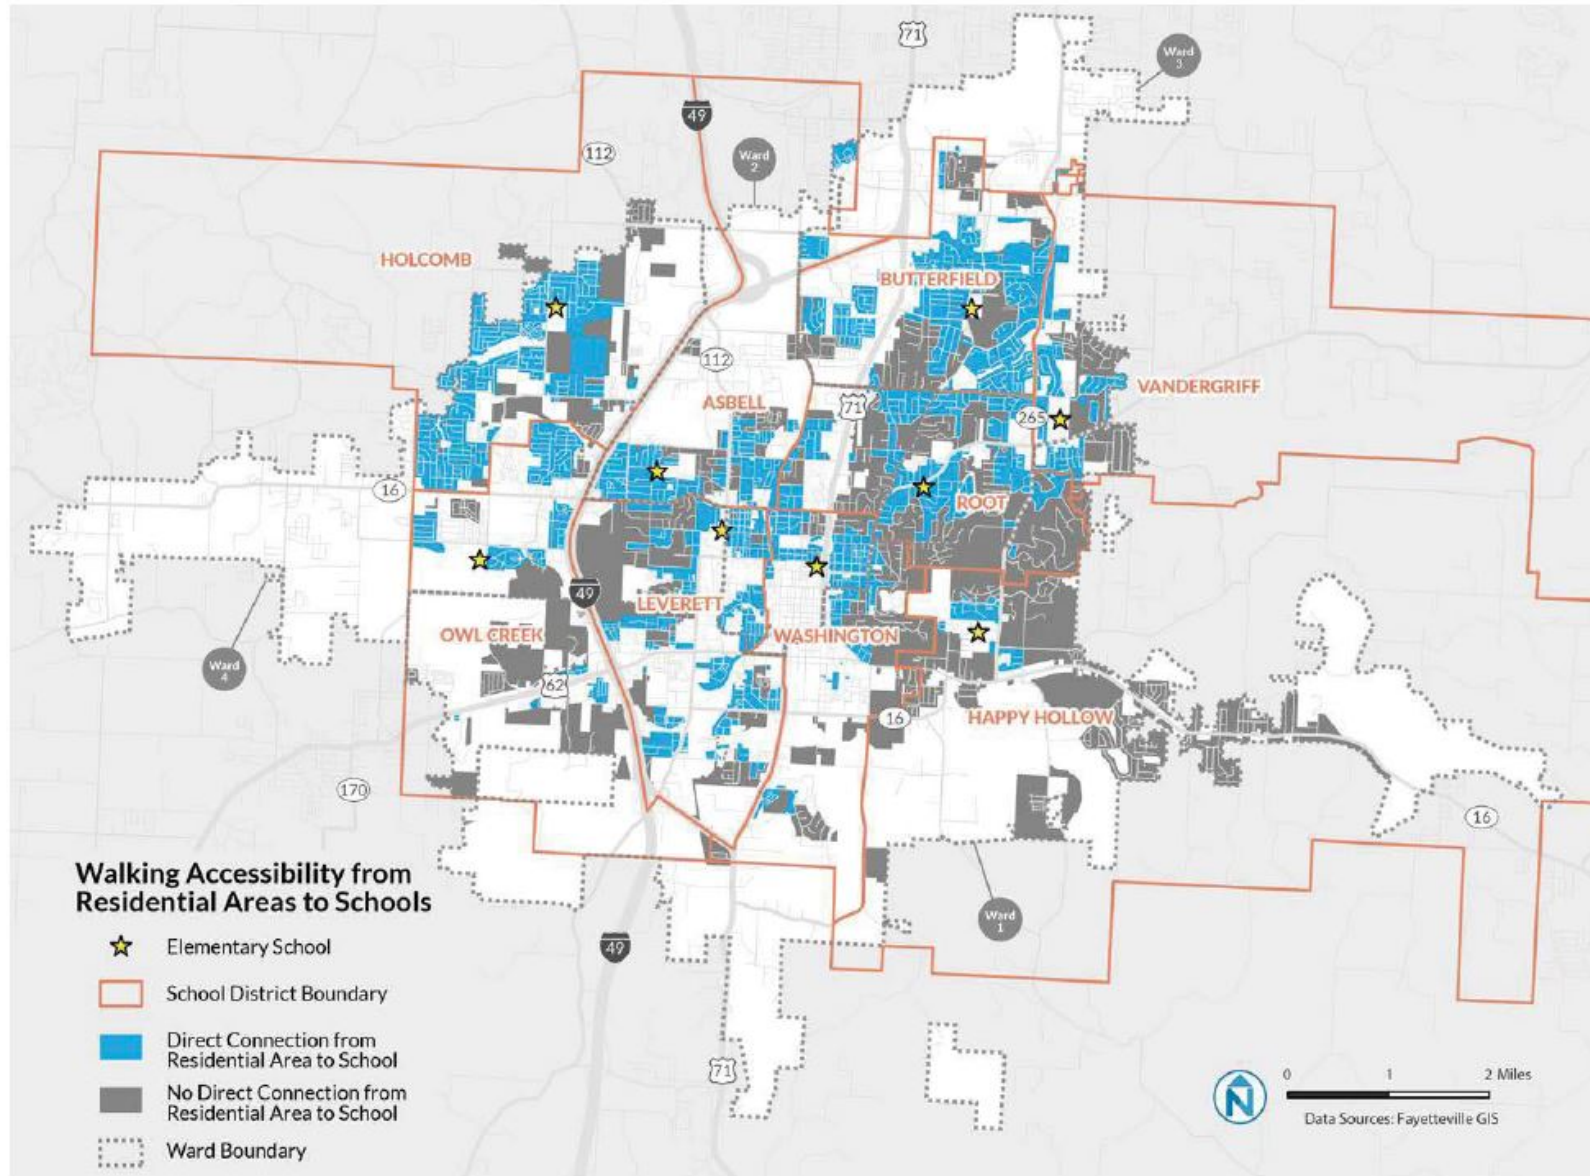 71
Ward
3
49
112
Ward
2
HOLCOMB
BUTTERFIELD
112
VANDERGRIFF
ASBELL
71
265
16
ROOT
49
LEVERETT
OWL CREEK
WASHINGTON
Ward
4
62
16
HAPPY HOLLOW
170
16
Walking Accessibility from
Residential Areas to Schools
Ward
1
Elementary School
49
School District Boundary
Direct Connection from
Residential Area to School
71
0 1 2 Miles
No Direct Connection from
Residential Area to School
N
Data Sources: Fayetteville GIS
Ward Boundary